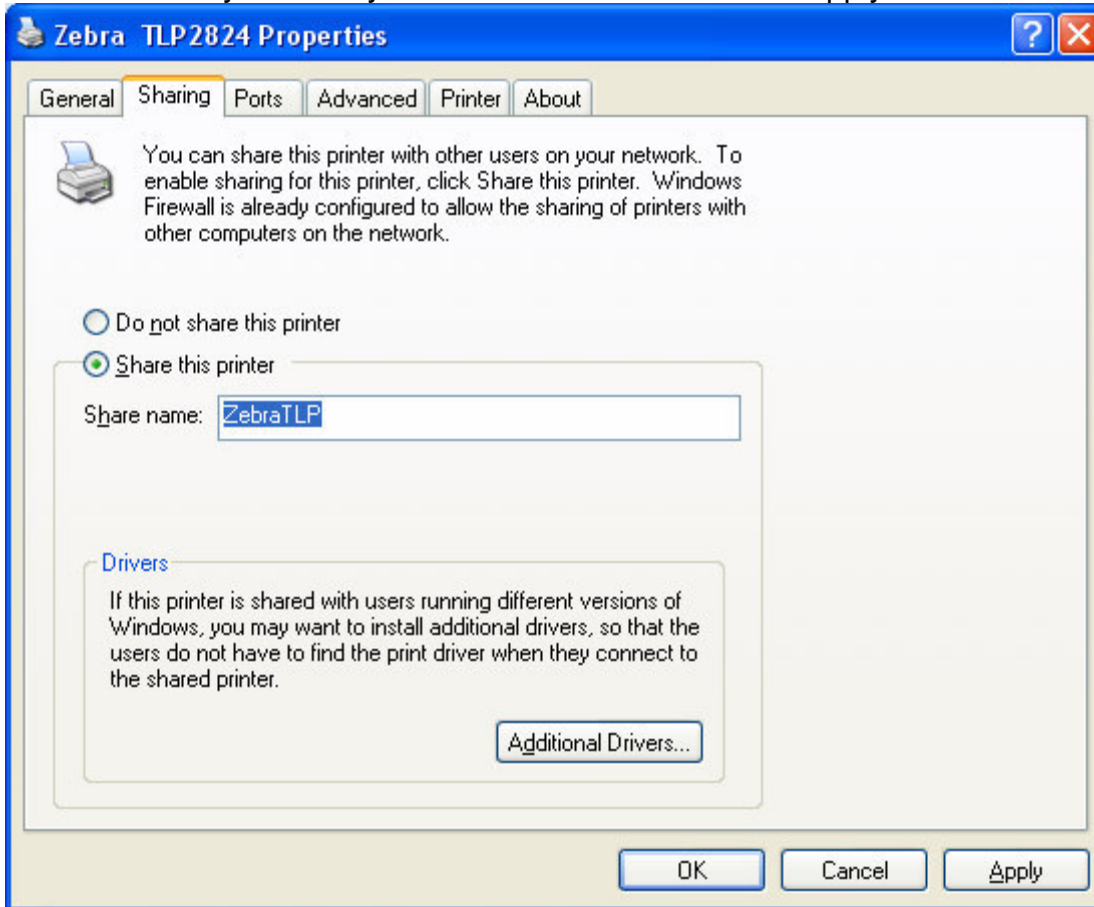 Zebra TLP2824 Properties
General Sharing Ports Advanced Printer About
You can share this printer with other users on your network. To
enable sharing for this printer, click Share this printer. Windows
Firewall is already configured to allow the sharing of printers with
other computers on the network.
Do not share this printer
Share this printer
Share name: ZebraTLP
Drivers
If this printer is shared with users running different versions of
Windows, you may want to install additional drivers, so that the
users do not have to find the print driver when they connect to
the shared printer.
Additional Drivers...
OK Cancel Apply